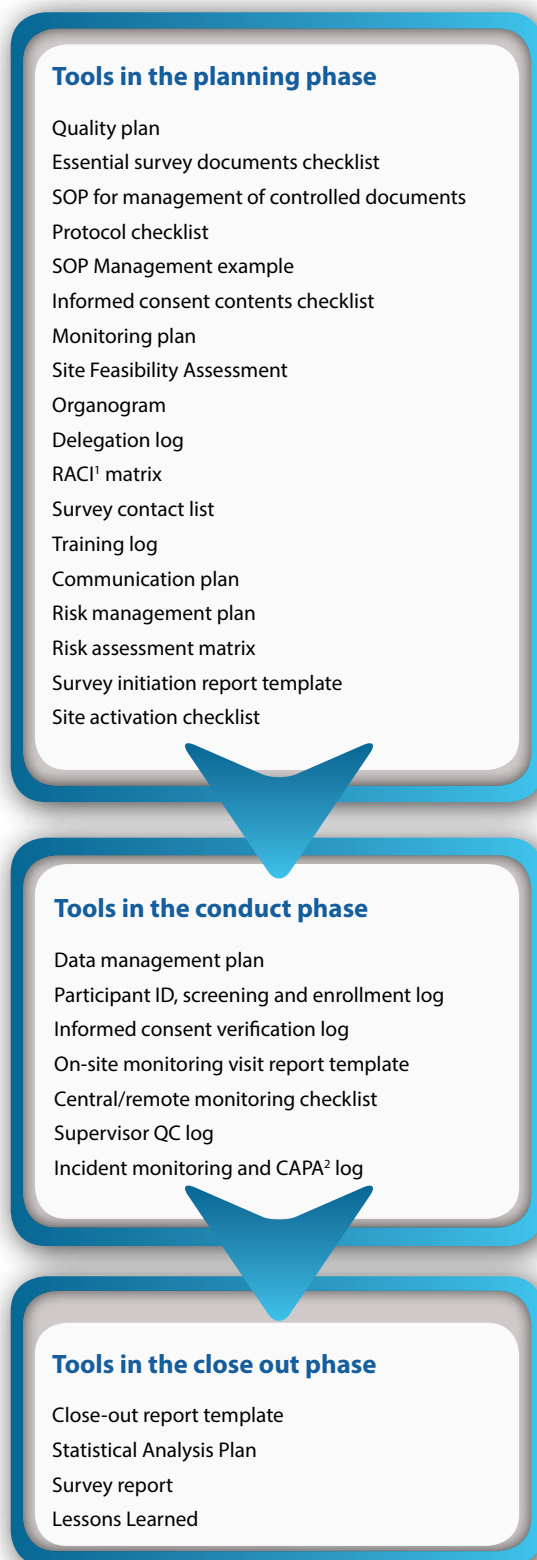 Tools in the planning phase
Quality plan
Essential survey documents checklist
SOP for management of controlled documents
Protocol checklist
SOP Management example
Informed consent contents checklist
Monitoring plan
Site Feasibility Assessment
Organogram
Delegation log
RACI¹ matrix
Survey contact list
Training log
Communication plan
Risk management plan
Risk assessment matrix
Survey initiation report template
Site activation checklist
Tools in the conduct phase
Data management plan
Participant ID, screening and enrollment log
Informed consent verification log
On-site monitoring visit report template
Central/remote monitoring checklist
Supervisor QC log
Incident monitoring and CAPA² log
Tools in the close out phase
Close-out report template
Statistical Analysis Plan
Survey report
Lessons Learned